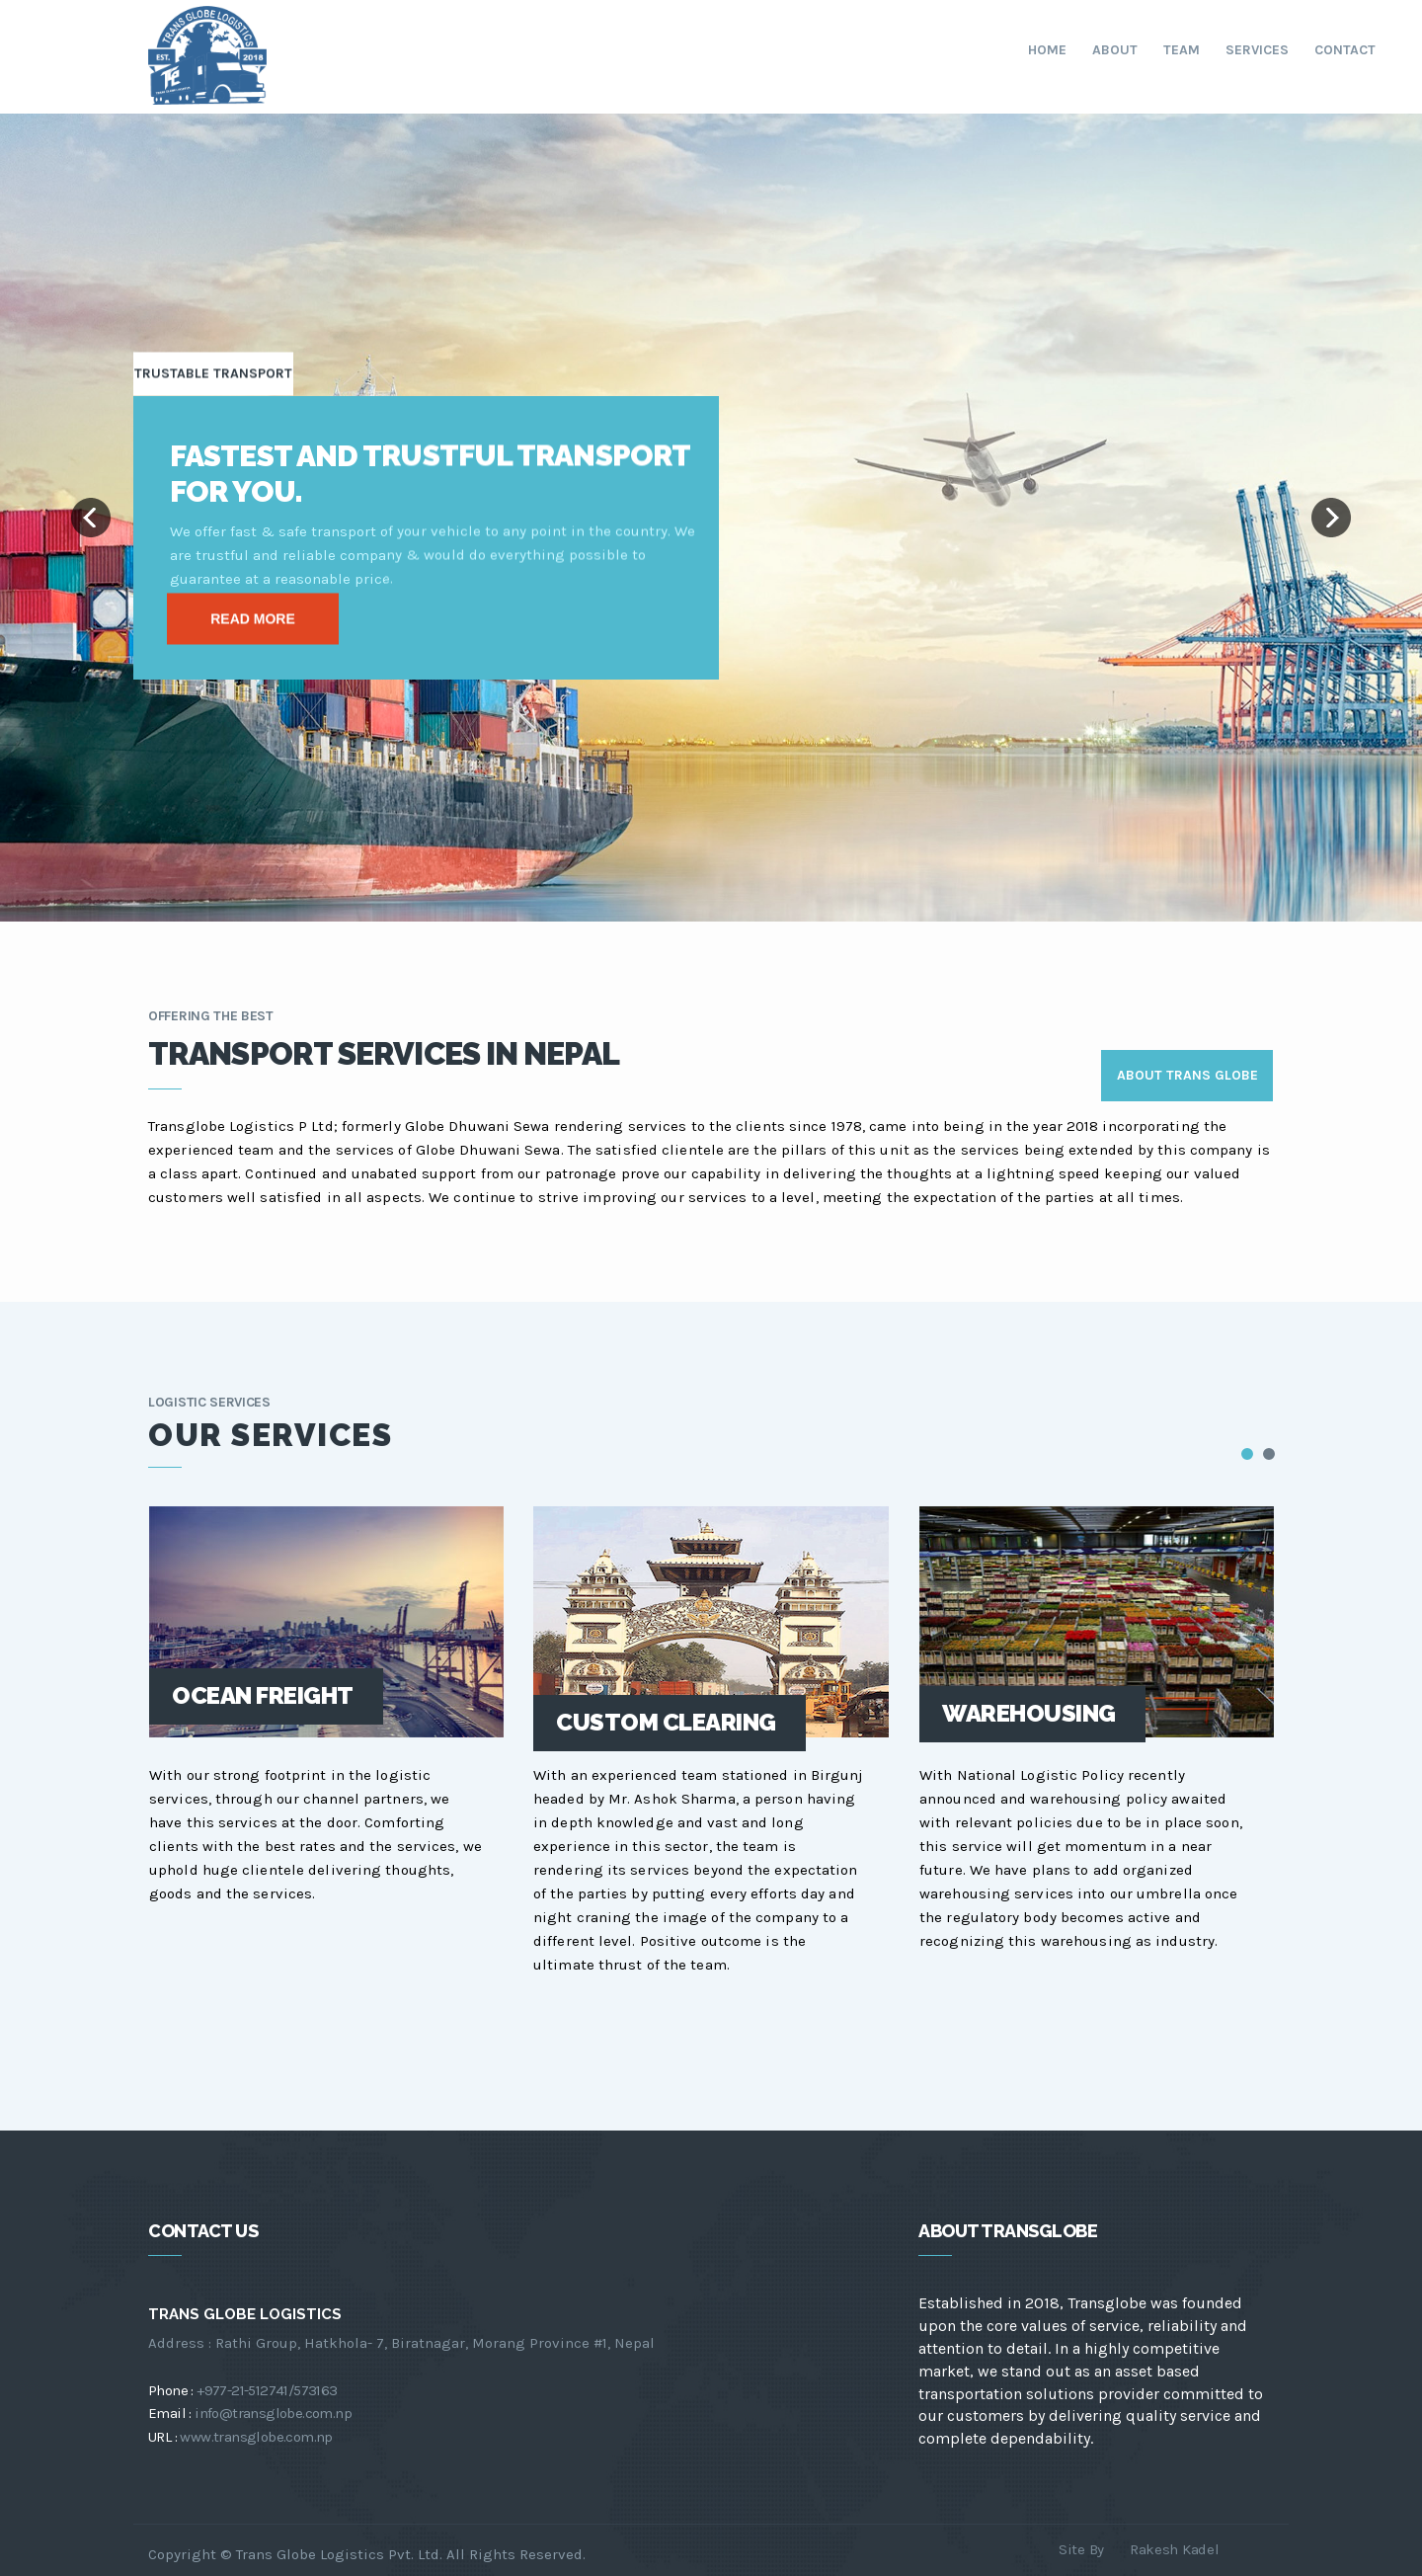 TRANS GLOBE LOGISTICS
EST. 2018
HOME ABOUT TEAM SERVICES CONTACT
TRUSTABLE TRANSPORT
FASTEST AND TRUSTFUL TRANSPORT
FOR YOU.
We offer fast & safe transport of your vehicle to any point in the country. We
are trustful and reliable company & would do everything possible to
guarantee at a reasonable price.
READ MORE
OFFERING THE BEST
TRANSPORT SERVICES IN NEPAL
ABOUT TRANS GLOBE
Transglobe Logistics P Ltd; formerly Globe Dhuwani Sewa rendering services to the clients since 1978, came into being in the year 2018 incorporating the
experienced team and the services of Globe Dhuwani Sewa. The satisfied clientele are the pillars of this unit as the services being extended by this company is
a class apart. Continued and unabated support from our patronage prove our capability in delivering the thoughts at a lightning speed keeping our valued
customers well satisfied in all aspects. We continue to strive improving our services to a level, meeting the expectation of the parties at all times.
LOGISTIC SERVICES
OUR SERVICES
OCEAN FREIGHT
With our strong footprint in the logistic
services, through our channel partners, we
have this services at the door. Comforting
clients with the best rates and the services, we
uphold huge clientele delivering thoughts,
goods and the services.
CUSTOM CLEARING
With an experienced team stationed in Birgunj
headed by Mr. Ashok Sharma, a person having
in depth knowledge and vast and long
experience in this sector, the team is
rendering its services beyond the expectation
of the parties by putting every efforts day and
night craning the image of the company to a
different level. Positive outcome is the
ultimate thrust of the team.
WAREHOUSING
With National Logistic Policy recently
announced and warehousing policy awaited
with relevant policies due to be in place soon,
this service will get momentum in a near
future. We have plans to add organized
warehousing services into our umbrella once
the regulatory body becomes active and
recognizing this warehousing as industry.
CONTACT US
TRANS GLOBE LOGISTICS
Address : Rathi Group, Hatkhola- 7, Biratnagar, Morang Province #1, Nepal
Phone : +977-21-512741/573163
Email : info@transglobe.com.np
URL : www.transglobe.com.np
ABOUT TRANSGLOBE
Established in 2018, Transglobe was founded
upon the core values of service, reliability and
attention to detail. In a highly competitive
market, we stand out as an asset based
transportation solutions provider committed to
our customers by delivering quality service and
complete dependability.
Copyright © Trans Globe Logistics Pvt. Ltd. All Rights Reserved.
Site By Rakesh Kadel